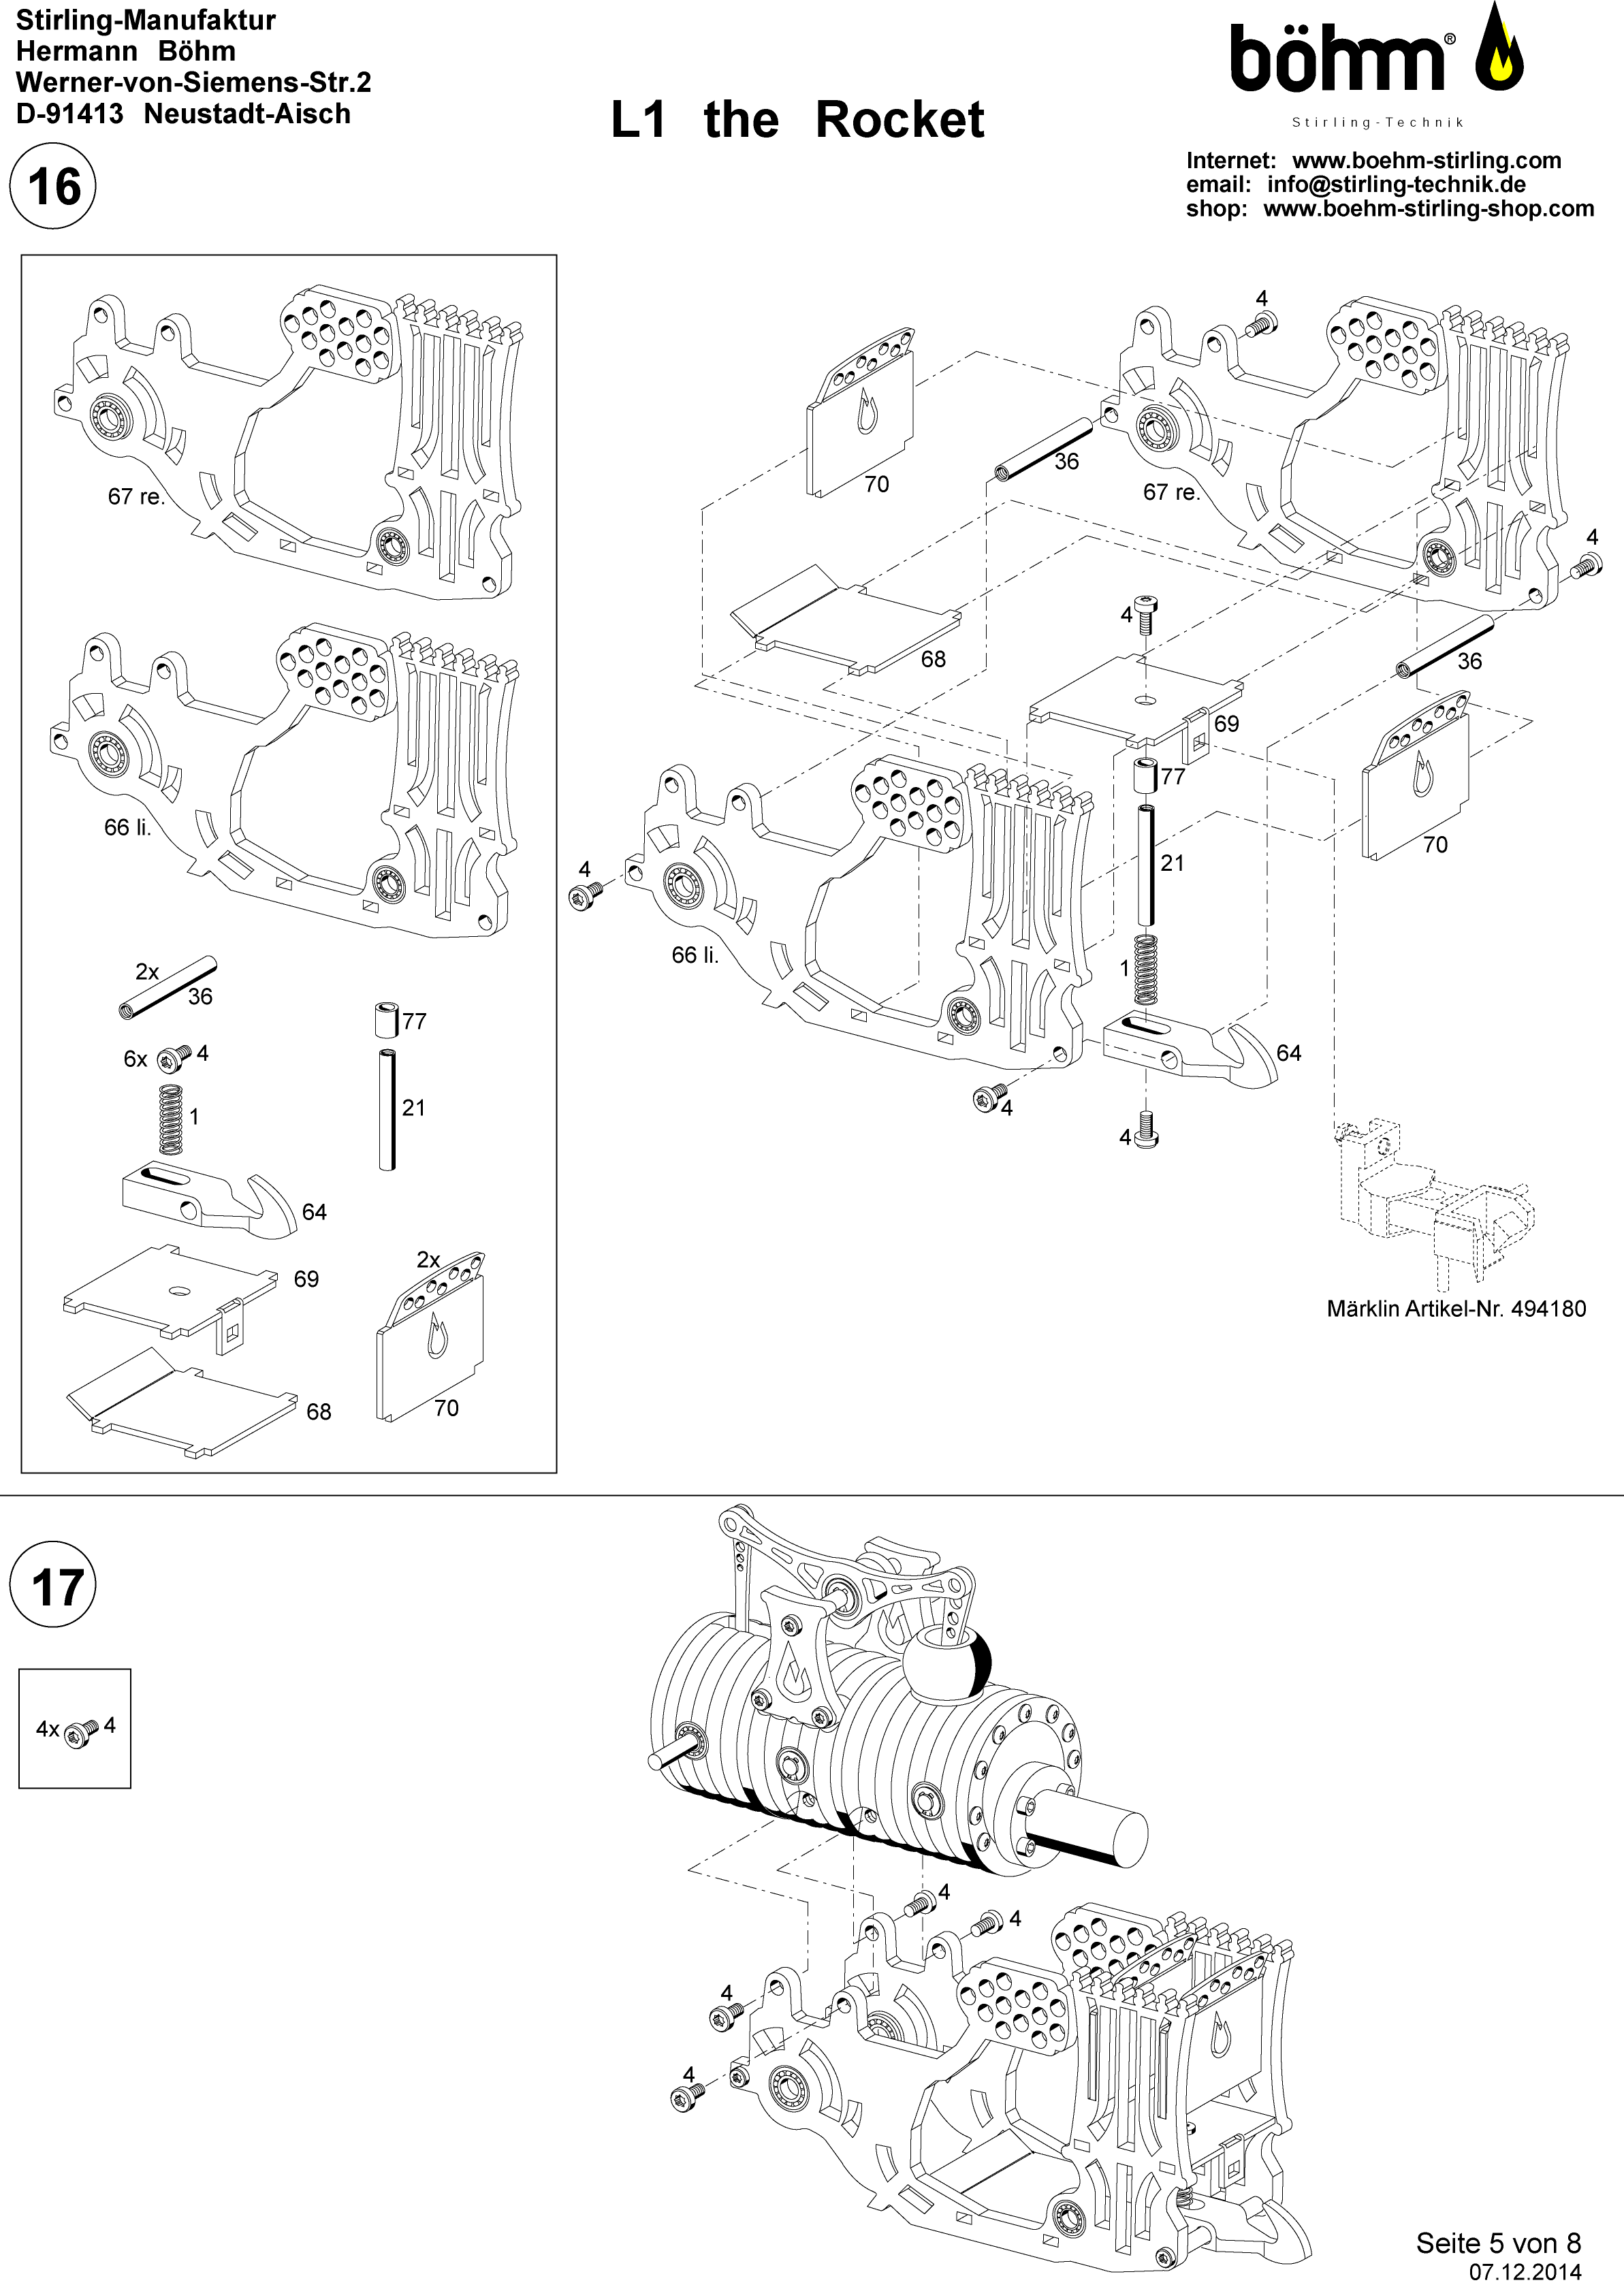 Stirling-Manufaktur
Hermann Böhm
Werner-von-Siemens-Str.2
D-91413 Neustadt-Aisch
L1 the Rocket
böhm®
Stirling-Technik
Internet: www.boehm-stirling.com
email: info@stirling-technik.de
shop: www.boehm-stirling-shop.com
16
67 re.
66 li.
2x
36
77
6x
4
1
21
64
69
2x
68
70
4
70
36
67 re.
4
4
68
36
69
77
4
21
70
66 li.
1
64
4
4
Märklin Artikel-Nr. 494180
17
4x
4
4
4
4
4
Seite 5 von 8
07.12.2014